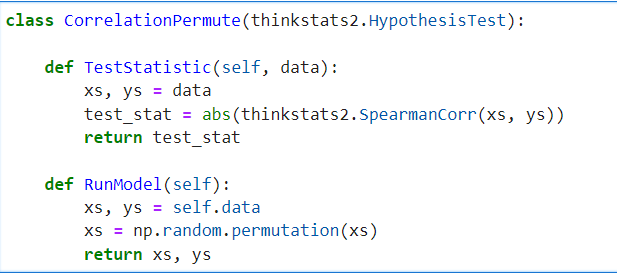 class CorrelationPermute(thinkstats2.HypothesisTest):
    def TestStatistic(self, data):
        xs, ys = data
        test_stat = abs(thinkstats2.SpearmanCorr(xs, ys))
        return test_stat
    def RunModel(self):
        xs, ys = self.data
        xs = np.random.permutation(xs)
        return xs, ys